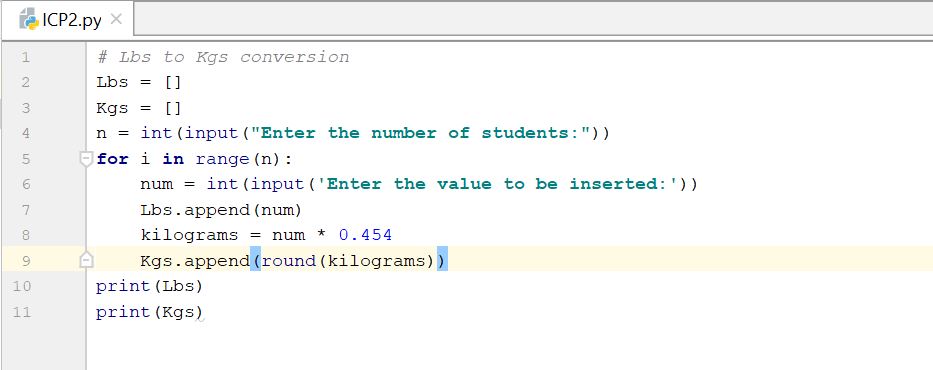 ICP2.py
1 # Lbs to Kgs conversion
2 Lbs = []
3 Kgs = []
4 n = int(input("Enter the number of students:"))
5 for i in range(n):
6     num = int(input('Enter the value to be inserted:'))
7     Lbs.append(num)
8     kilograms = num * 0.454
9     Kgs.append(round(kilograms))
10 print(Lbs)
11 print(Kgs)